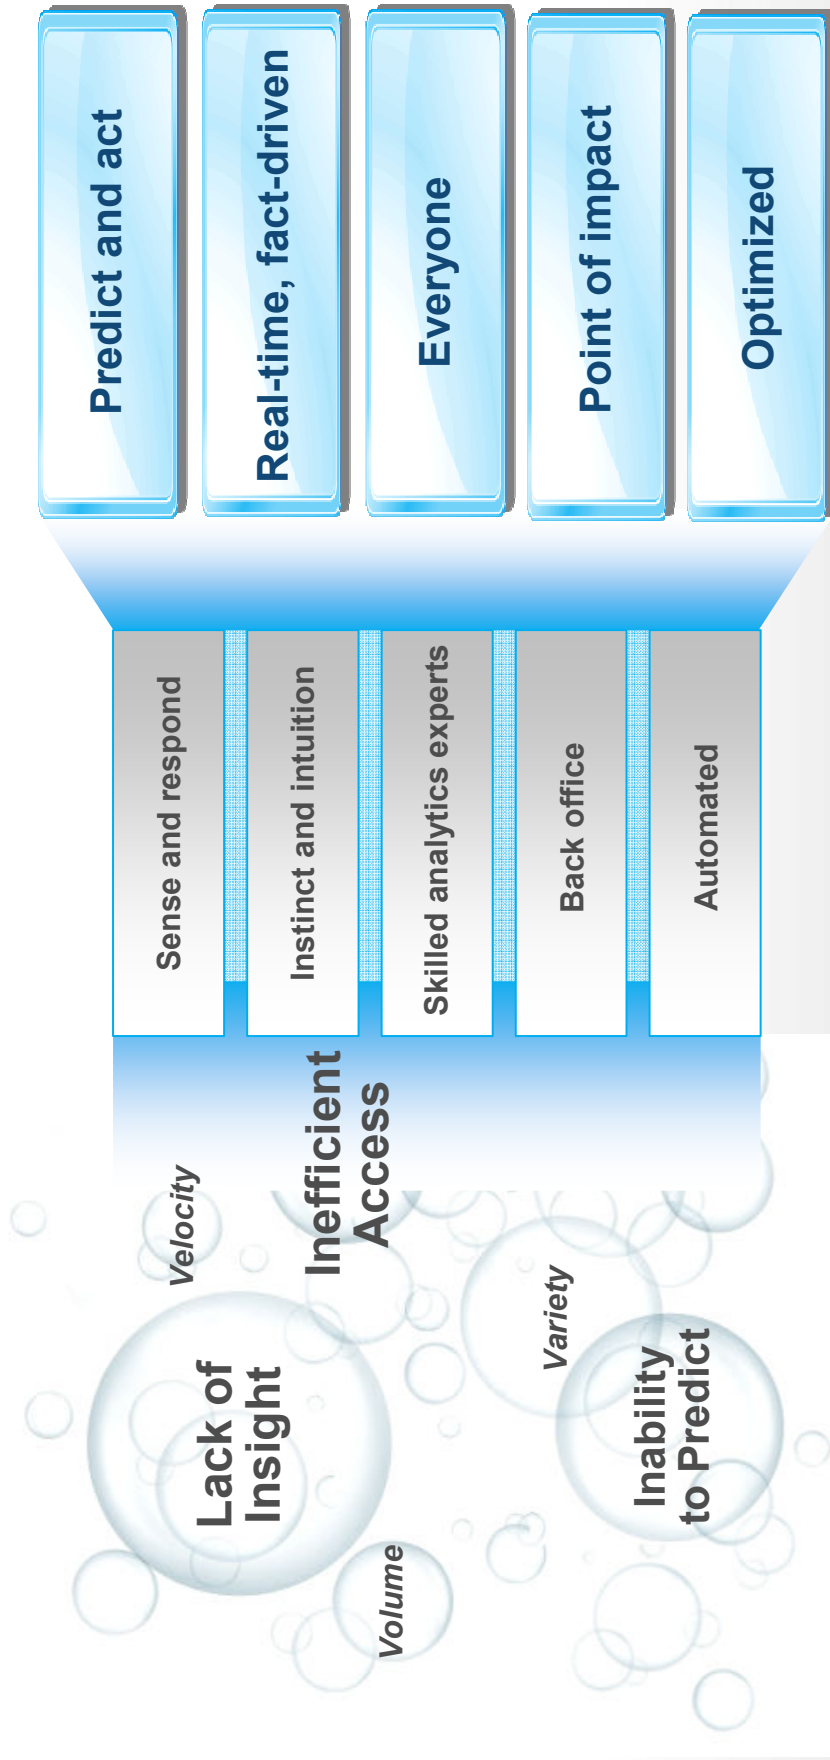 Volume
Velocity
Variety
Lack of
Insight
Inefficient
Access
Inability
to Predict
Sense and respond
Instinct and intuition
Skilled analytics experts
Back office
Automated
Predict and act
Real-time, fact-driven
Everyone
Point of impact
Optimized